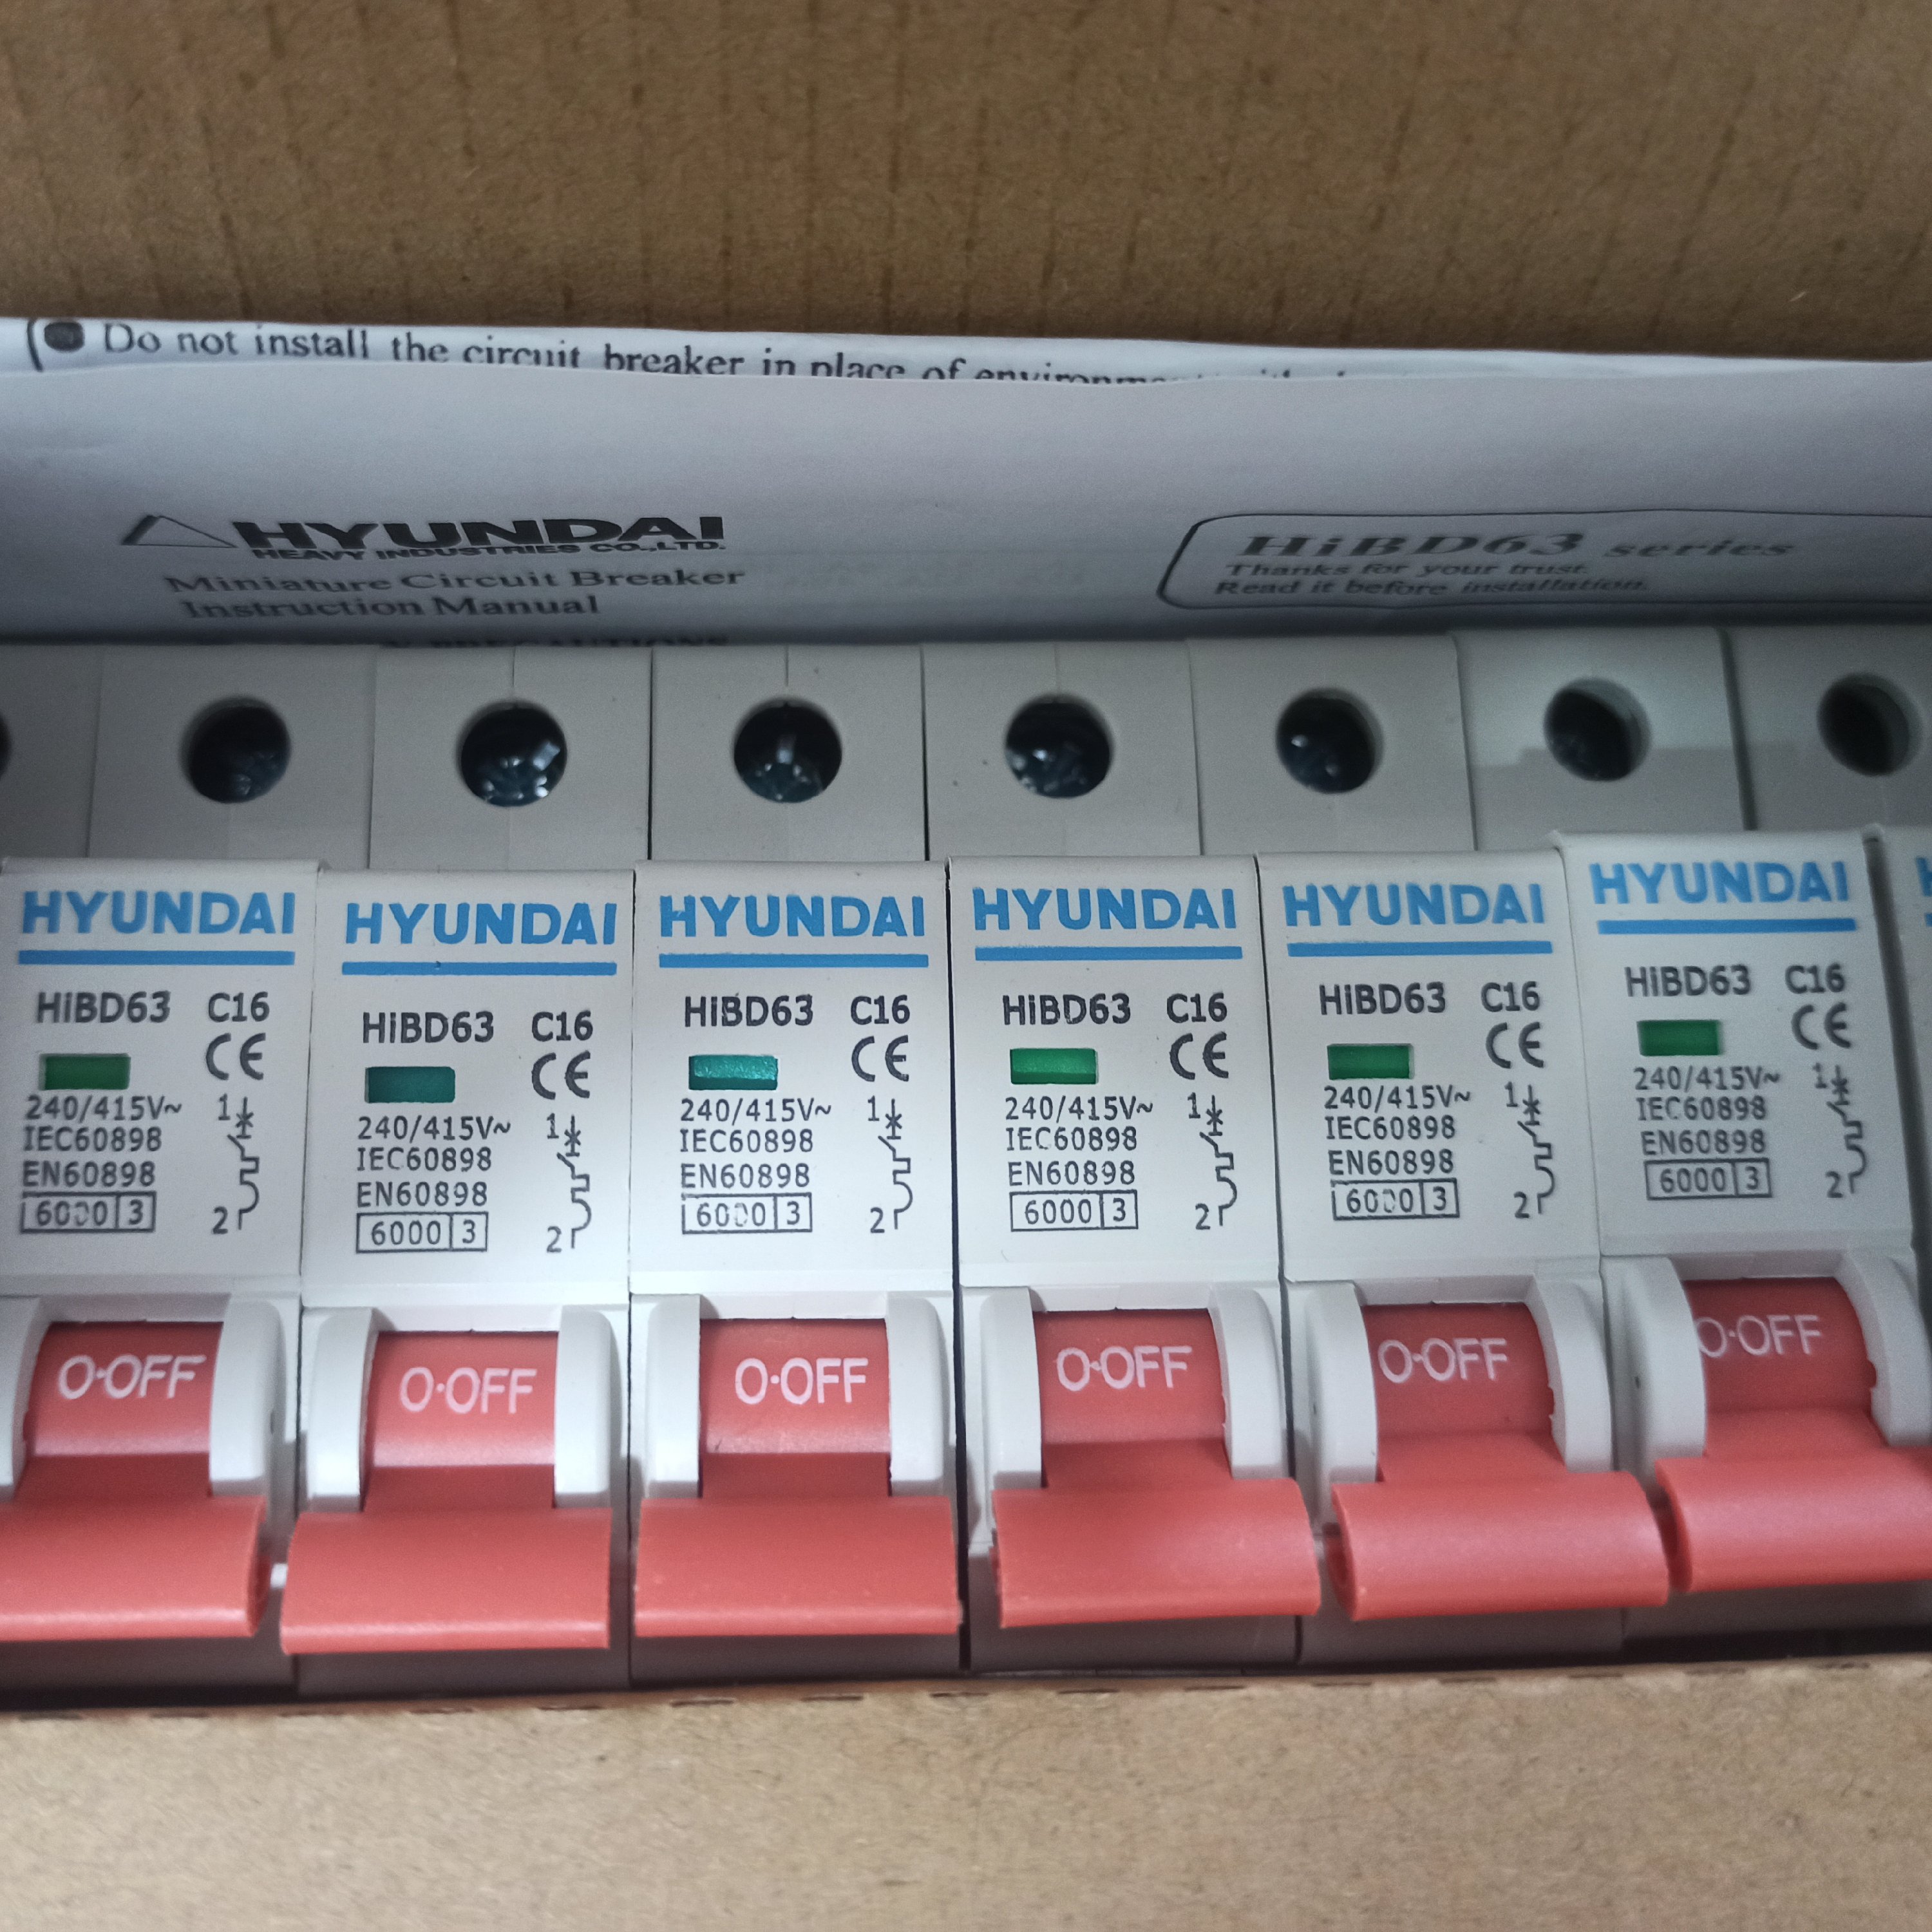 Do not install the circuit breaker in place of
HYUNDAI
HEAVY INDUSTRIES CO.,LTD.
Miniature Circuit Breaker
Instruction Manual
HiBD63 series
Thanks for your trust.
Read it before installation.
HYUNDAI
HiBD63 C16
CE
240/415V~ 1
IEC60898
EN60898
6000 3
2
O·OFF
HYUNDAI
HiBD63 C16
CE
240/415V~ 1
IEC60898
EN60898
6000 3
2
O·OFF
HYUNDAI
HiBD63 C16
CE
240/415V~ 1
IEC60898
EN60898
6000 3
2
O·OFF
HYUNDAI
HiBD63 C16
CE
240/415V~ 1
IEC60898
EN60898
6000 3
2
O·OFF
HYUNDAI
HiBD63 C16
CE
240/415V~ 1
IEC60898
EN60898
6000 3
2
O·OFF
HYUNDAI
HiBD63 C16
CE
240/415V~ 1
IEC60898
EN60898
6000 3
2
O·OFF